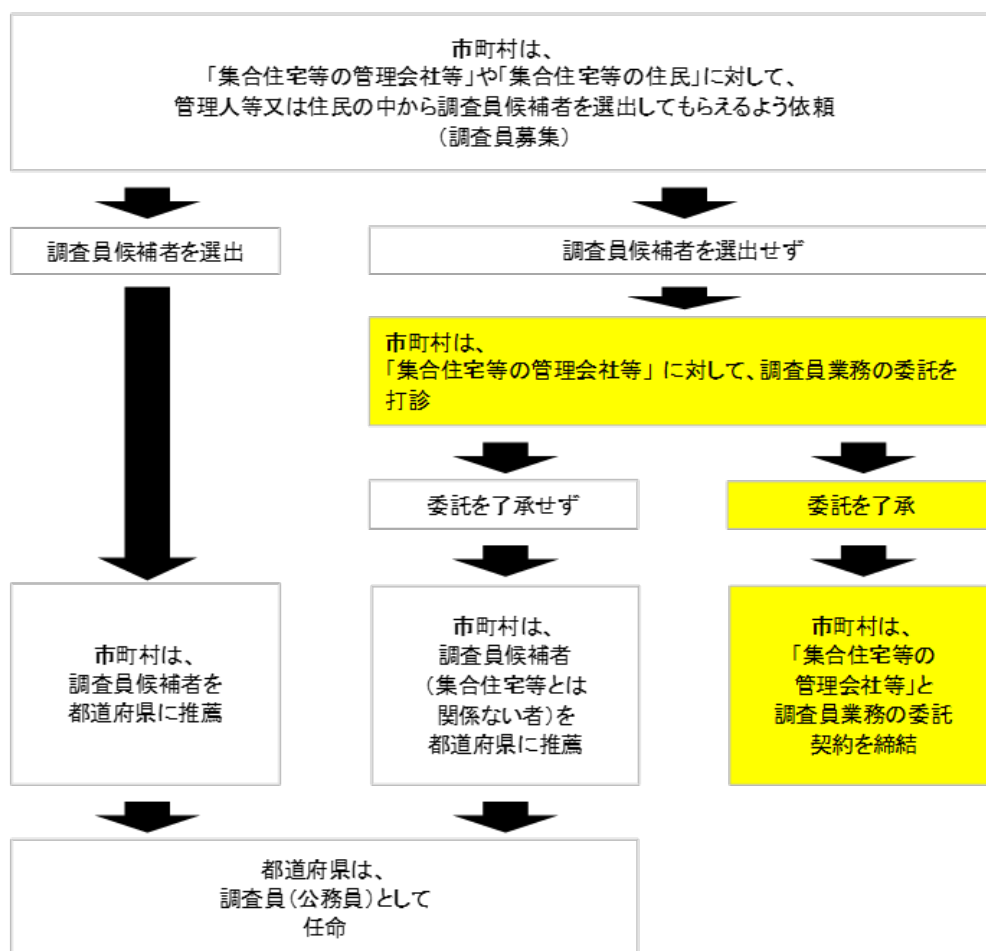 市町村は、
「集合住宅等の管理会社等」や「集合住宅等の住民」に対して、
管理人等又は住民の中から調査員候補者を選出してもらえるよう依頼
（調査員募集）
調査員候補者を選出
調査員候補者を選出せず
市町村は、
「集合住宅等の管理会社等」 に対して、調査員業務の委託を
打診
委託を了承せず
委託を了承
市町村は、
調査員候補者を
都道府県に推薦
市町村は、
調査員候補者
（集合住宅等とは
関係ない者）を
都道府県に推薦
市町村は、
「集合住宅等の
管理会社等」と
調査員業務の委託
契約を締結
都道府県は、
調査員（公務員）として
任命